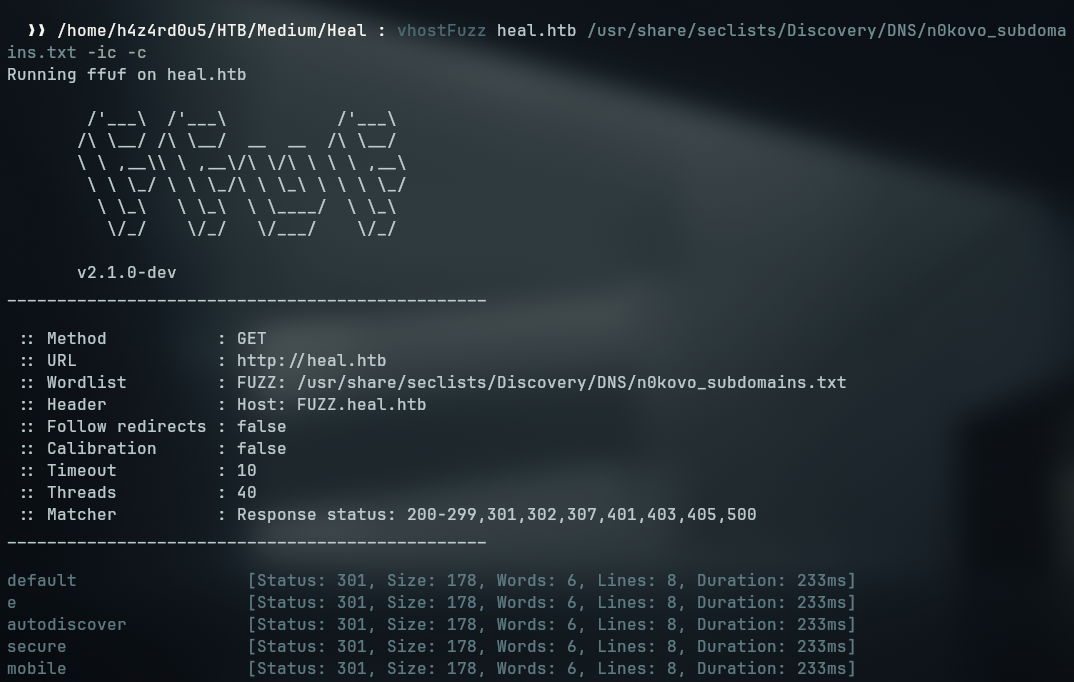 ❯❯ /home/h4z4rd0u5/HTB/Medium/Heal : vhostFuzz heal.htb /usr/share/seclists/Discovery/DNS/n0kovo_subdoma
ins.txt -ic -c
Running ffuf on heal.htb
        /'___\  /'___\           /'___\
       /\ \__/ /\ \__/  __  __  /\ \__/
       \ \ ,__\\ \ ,__\/\ \/\ \ \ \ ,__\
        \ \ \_/ \ \ \_/\ \ \_\ \ \ \ \_/
         \ \_\   \ \_\  \ \____/  \ \_\
          \/_/    \/_/   \/___/    \/_/
       v2.1.0-dev
________________________________________________
 :: Method           : GET
 :: URL              : http://heal.htb
 :: Wordlist         : FUZZ: /usr/share/seclists/Discovery/DNS/n0kovo_subdomains.txt
 :: Header           : Host: FUZZ.heal.htb
 :: Follow redirects : false
 :: Calibration      : false
 :: Timeout          : 10
 :: Threads          : 40
 :: Matcher          : Response status: 200-299,301,302,307,401,403,405,500
________________________________________________
default                 [Status: 301, Size: 178, Words: 6, Lines: 8, Duration: 233ms]
e                       [Status: 301, Size: 178, Words: 6, Lines: 8, Duration: 233ms]
autodiscover            [Status: 301, Size: 178, Words: 6, Lines: 8, Duration: 233ms]
secure                  [Status: 301, Size: 178, Words: 6, Lines: 8, Duration: 233ms]
mobile                  [Status: 301, Size: 178, Words: 6, Lines: 8, Duration: 233ms]